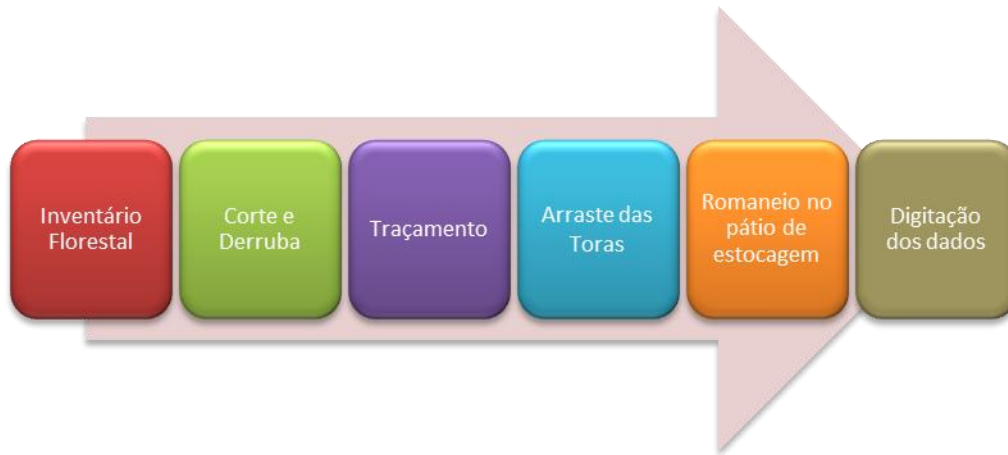 Inventário
Florestal
Corte e
Derruba
Traçamento
Arraste das
Toras
Romaneio no
pátio de
estocagem
Digitação
dos dados